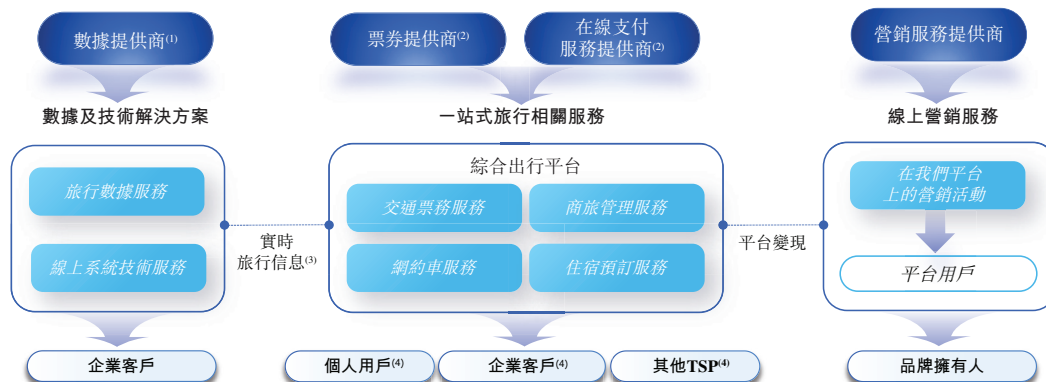 數據提供商(1)
票券提供商(2)
在線支付
服務提供商(2)
營銷服務提供商
數據及技術解決方案
一站式旅行相關服務
線上營銷服務
綜合出行平台
旅行數據服務
線上系統技術服務
實時
旅行信息(3)
交通票務服務
商旅管理服務
網約車服務
住宿預訂服務
平台變現
在我們平台
上的營銷活動
平台用戶
企業客戶
個人用戶(4)
企業客戶(4)
其他TSP(4)
品牌擁有人